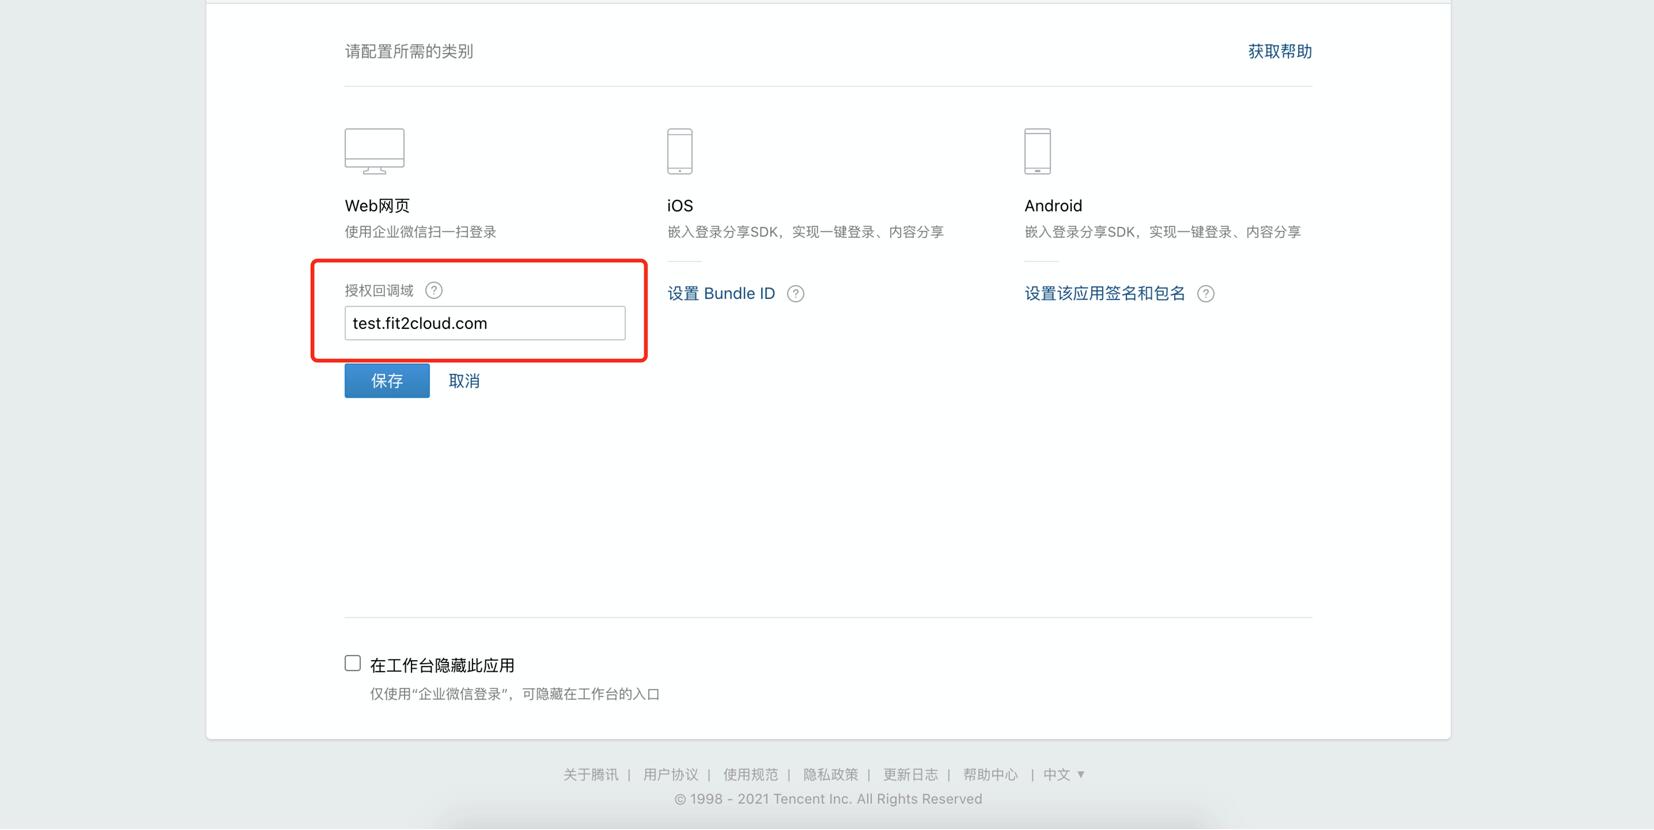 请配置所需的类别
获取帮助
Web网页
使用企业微信扫一扫登录
授权回调域 ?
test.fit2cloud.com
保存 取消
iOS
嵌入登录分享SDK，实现一键登录、内容分享
设置 Bundle ID ?
Android
嵌入登录分享SDK，实现一键登录、内容分享
设置该应用签名和包名 ?
在工作台隐藏此应用
仅使用“企业微信登录”，可隐藏在工作台的入口
关于腾讯 | 用户协议 | 使用规范 | 隐私政策 | 更新日志 | 帮助中心 | 中文 ▼
© 1998 - 2021 Tencent Inc. All Rights Reserved